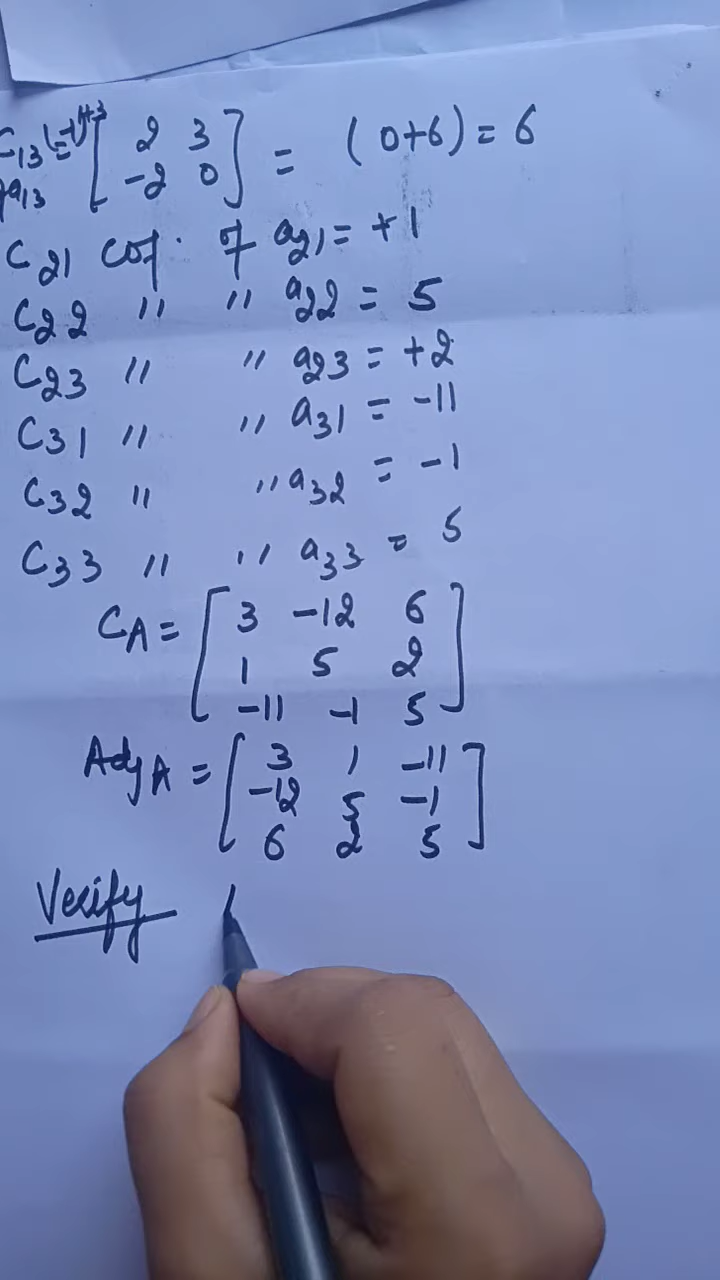 C13 = (-1)^1+3 [ 2 3 ] = (0+6) = 6
a13 [ -2 0 ]
C21 cof. of a21 = +1
C22 " " a22 = 5
C23 " " a23 = +2
C31 " " a31 = -11
C32 " " a32 = -1
C33 " " a33 = 5
CA = [ 3 -12 6
1 5 2
-11 -1 5 ]
Adj A = [ 3 1 -11
-12 5 -1
6 2 5 ]
Verify